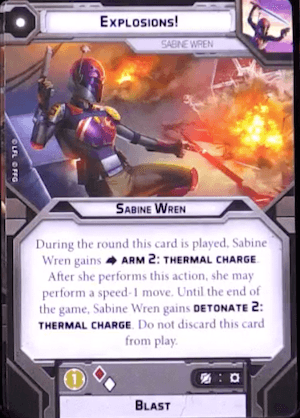 EXPLOSIONS!
SABINE WREN
© LFL © FFG
SABINE WREN
During the round this card is played, Sabine
Wren gains ARM 2: THERMAL CHARGE.
After she performs this action, she may
perform a speed-1 move. Until the end of
the game, Sabine Wren gains DETONATE 2:
THERMAL CHARGE. Do not discard this card
from play.
1
:
BLAST